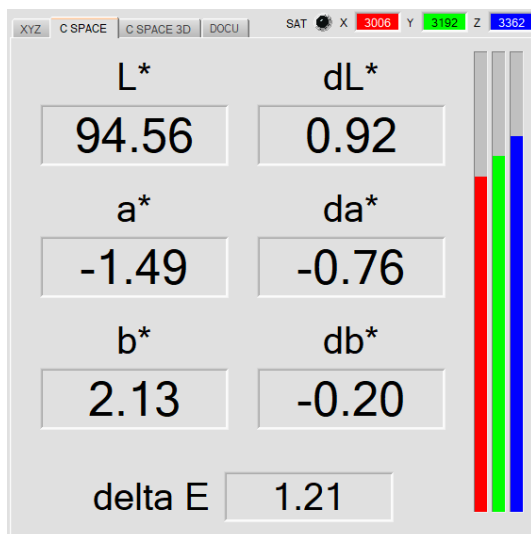 XYZ C SPACE C SPACE 3D DOCU SAT X 3006 Y 3192 Z 3362
L* dL*
94.56 0.92
a* da*
-1.49 -0.76
b* db*
2.13 -0.20
delta E 1.21